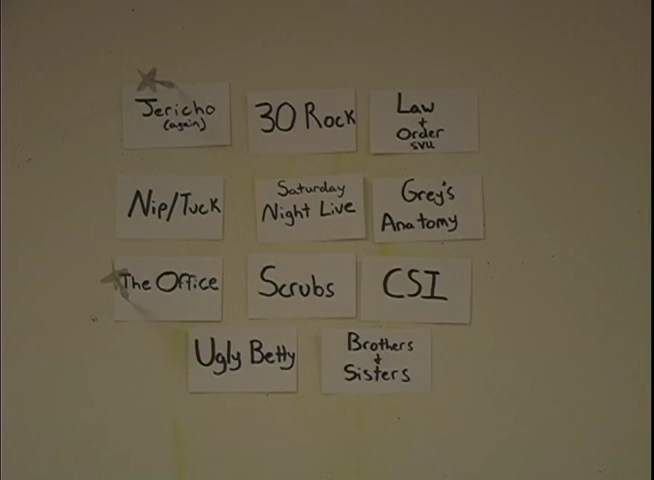 Jericho
(again)
30 Rock
Law
+
Order
SVU
Nip/Tuck
Saturday
Night Live
Grey's
Anatomy
The Office
Scrubs
CSI
Ugly Betty
Brothers
+
Sisters